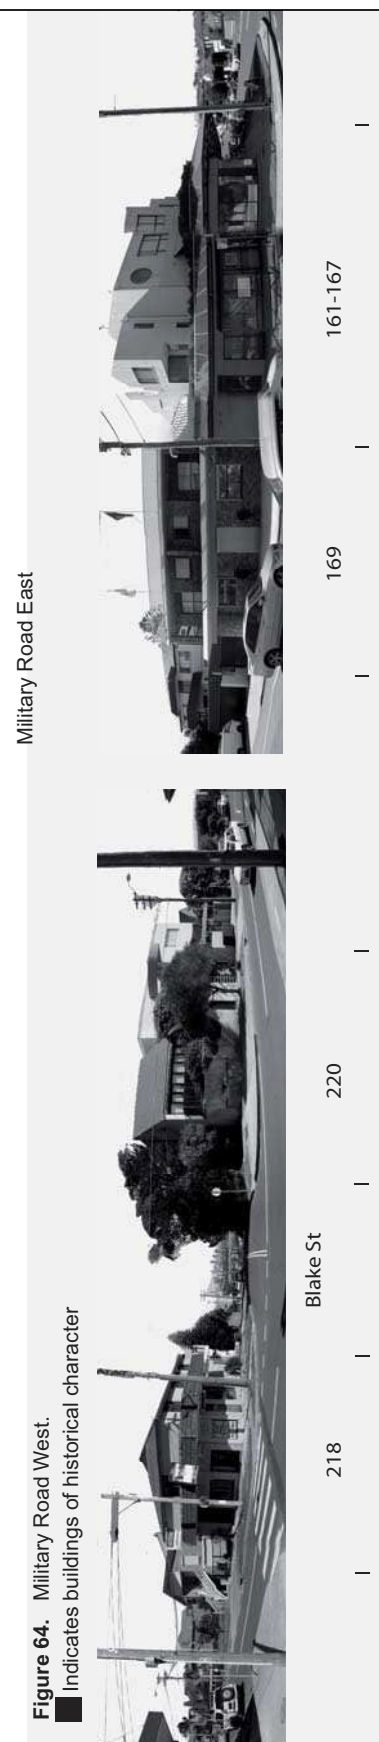 Figure 64. Military Road West.
Indicates buildings of historical character
218
Blake St
220
Military Road East
169
161-167